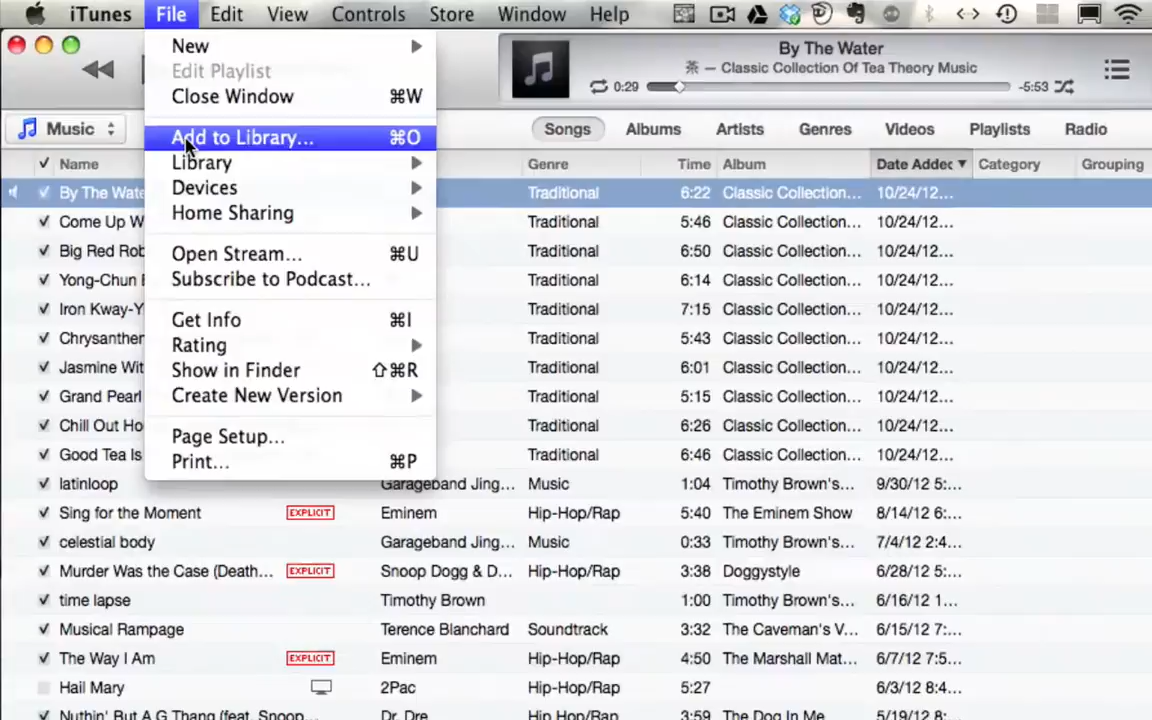 iTunes File Edit View Controls Store Window Help
By The Water
茶 — Classic Collection Of Tea Theory Music
0:29 -5:53
Music Songs Albums Artists Genres Videos Playlists Radio
New
Edit Playlist
Close Window ⌘W
Add to Library... ⌘O
Library
Devices
Home Sharing
Open Stream... ⌘U
Subscribe to Podcast...
Get Info ⌘I
Rating
Show in Finder ⇧⌘R
Create New Version
Page Setup...
Print... ⌘P
✓ Name Genre Time Album Date Added ▼ Category Grouping
✓ By The Water Traditional 6:22 Classic Collection... 10/24/12...
✓ Come Up W Traditional 5:46 Classic Collection... 10/24/12...
✓ Big Red Rob Traditional 6:50 Classic Collection... 10/24/12...
✓ Yong-Chun Traditional 6:14 Classic Collection... 10/24/12...
✓ Iron Kway-Y Traditional 7:15 Classic Collection... 10/24/12...
✓ Chrysanthem Traditional 5:43 Classic Collection... 10/24/12...
✓ Jasmine Wit Traditional 6:01 Classic Collection... 10/24/12...
✓ Grand Pearl Traditional 5:15 Classic Collection... 10/24/12...
✓ Chill Out Ho Traditional 6:26 Classic Collection... 10/24/12...
✓ Good Tea Is Traditional 6:46 Classic Collection... 10/24/12...
✓ latinloop Garageband Jing... Music 1:04 Timothy Brown's... 9/30/12 5:...
✓ Sing for the Moment EXPLICIT Eminem Hip-Hop/Rap 5:40 The Eminem Show 8/14/12 6:...
✓ celestial body Garageband Jing... Music 0:33 Timothy Brown's... 7/4/12 2:4...
✓ Murder Was the Case (Death... EXPLICIT Snoop Dogg & D... Hip-Hop/Rap 3:38 Doggystyle 6/28/12 5:...
✓ time lapse Timothy Brown 1:00 Timothy Brown's... 6/16/12 1...
✓ Musical Rampage Terence Blanchard Soundtrack 3:32 The Caveman's V... 6/15/12 7:...
✓ The Way I Am EXPLICIT Eminem Hip-Hop/Rap 4:50 The Marshall Mat... 6/7/12 7:5...
Hail Mary 2Pac Hip-Hop/Rap 5:27 6/3/12 8:4...
✓ Nuthin' But A G Thang (feat. Snoop... Dr. Dre Hip-Hop/Rap 3:59 The Dog In Me 5/19/12 8:...